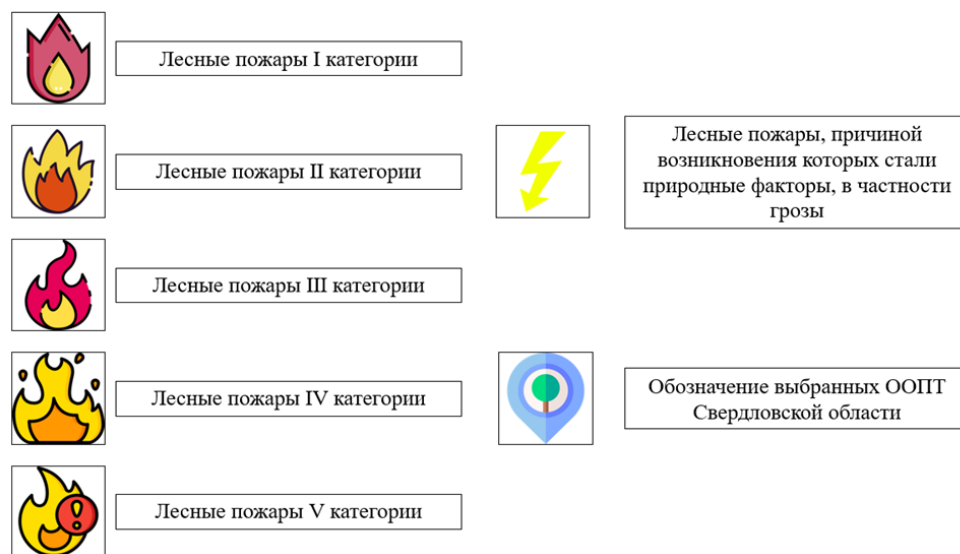 Лесные пожары I категории
Лесные пожары II категории
Лесные пожары III категории
Лесные пожары IV категории
Лесные пожары V категории
Лесные пожары, причиной
возникновения которых стали
природные факторы, в частности
грозы
Обозначение выбранных ООПТ
Свердловской области